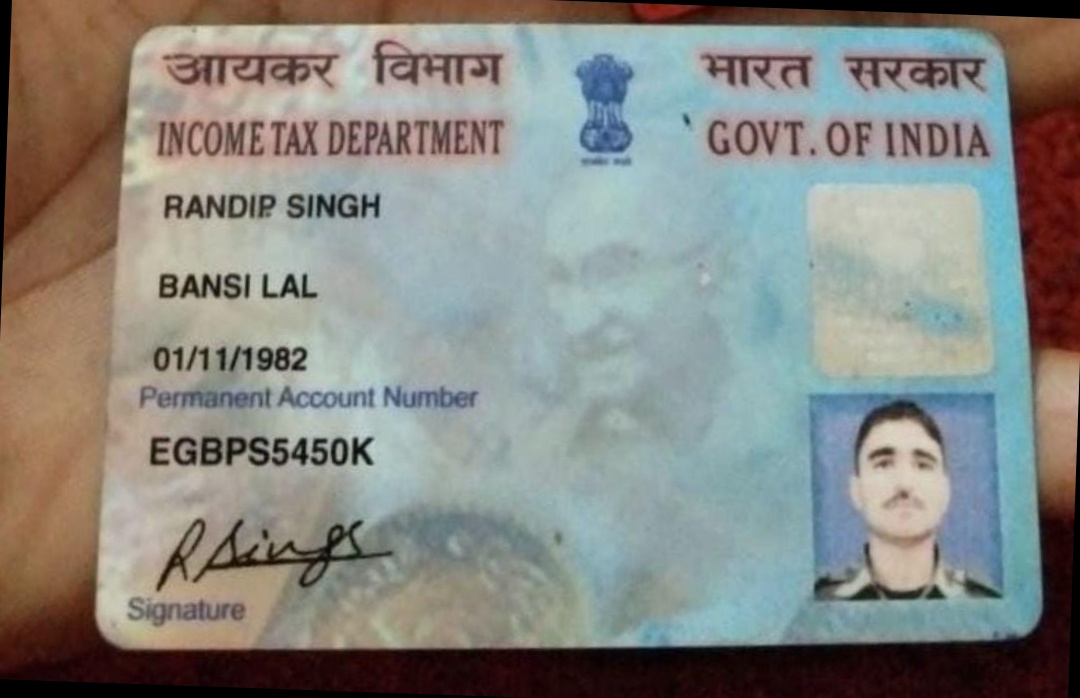 आयकर विभाग
भारत सरकार
INCOME TAX DEPARTMENT
GOVT. OF INDIA
RANDIP SINGH
BANSI LAL
01/11/1982
Permanent Account Number
EGBPS5450K
R Singh
Signature